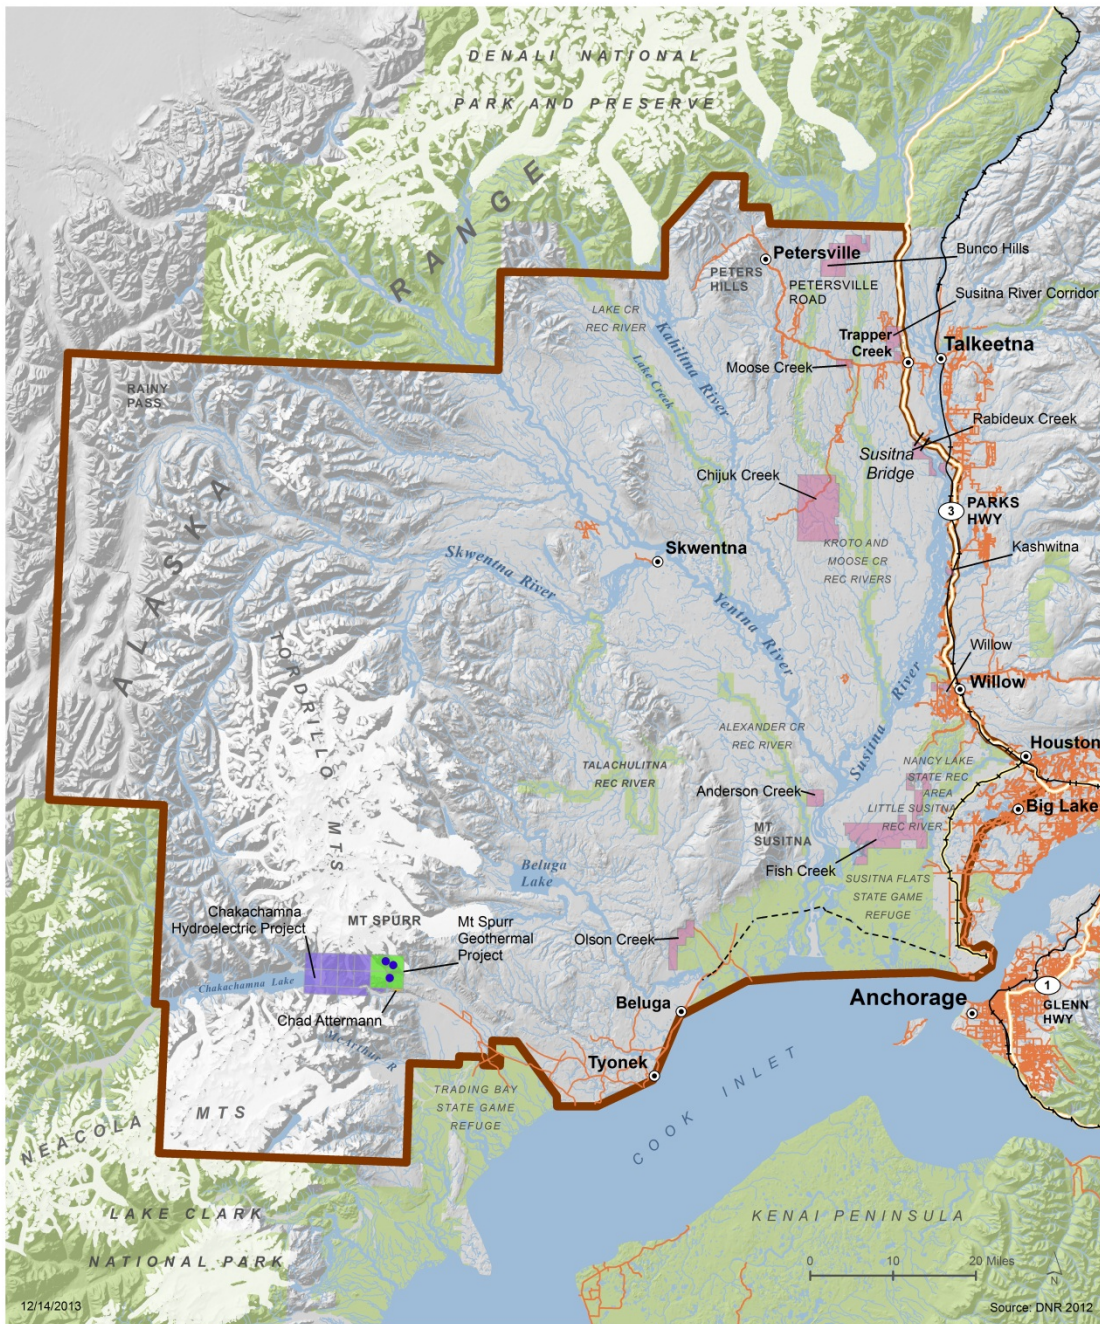 DENALI NATIONAL
PARK AND PRESERVE
ALASKA RANGE
Petersville
PETERS
HILLS
PETERSVILLE
ROAD
Bunco Hills
Susitna River Corridor
LAKE CR
REC RIVER
Kahiltna River
Lake Creek
Trapper
Creek
Talkeetna
Moose Creek
RAINY
PASS
Rabideux Creek
Susitna
Bridge
Chijuk Creek
3
PARKS
HWY
Skwentna
KROTO AND
MOOSE CR
REC RIVERS
Kashwitna
Skwentna River
Yentna River
TORDRILLO MTS
Willow
Willow
Susitna River
ALEXANDER CR
REC RIVER
Houston
TALACHULITNA
REC RIVER
NANCY LAKE
STATE REC
AREA
Anderson Creek
LITTLE SUSITNA
REC RIVER
Big Lake
MT
SUSITNA
Fish Creek
Beluga
Lake
SUSITNA FLATS
STATE GAME
REFUGE
Chakachamna
Hydroelectric Project
MT SPURR
Mt Spurr
Geothermal
Project
Olson Creek
Chakachamna Lake
Chad Attermann
Beluga
Anchorage
1
GLENN
HWY
Mc Arthur R
Tyonek
TRADING BAY
STATE GAME
REFUGE
COOK INLET
NEACOLA MTS
LAKE CLARK
NATIONAL PARK
KENAI PENINSULA
0 10 20 Miles
N
12/14/2013
Source: DNR 2012